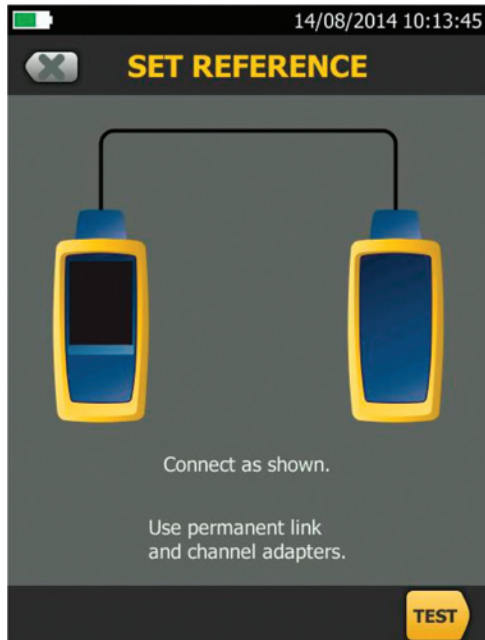 14/08/2014 10:13:45
SET REFERENCE
Connect as shown.
Use permanent link
and channel adapters.
TEST